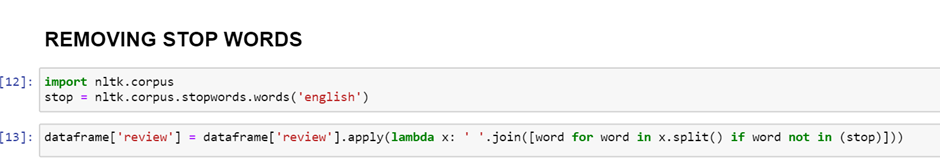 REMOVING STOP WORDS
[12]: import nltk.corpus
stop = nltk.corpus.stopwords.words('english')
[13]: dataframe['review'] = dataframe['review'].apply(lambda x: ' '.join([word for word in x.split() if word not in (stop)]))